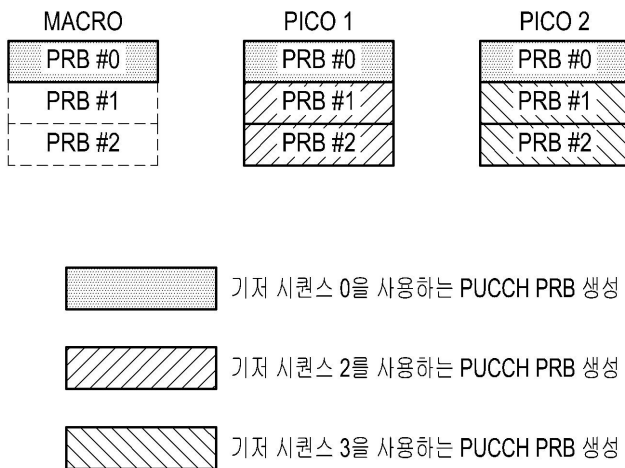 MACRO PICO 1 PICO 2
PRB #0 PRB #0 PRB #0
PRB #1 PRB #1 PRB #1
PRB #2 PRB #2 PRB #2
기저 시퀀스 0을 사용하는 PUCCH PRB 생성
기저 시퀀스 2를 사용하는 PUCCH PRB 생성
기저 시퀀스 3을 사용하는 PUCCH PRB 생성